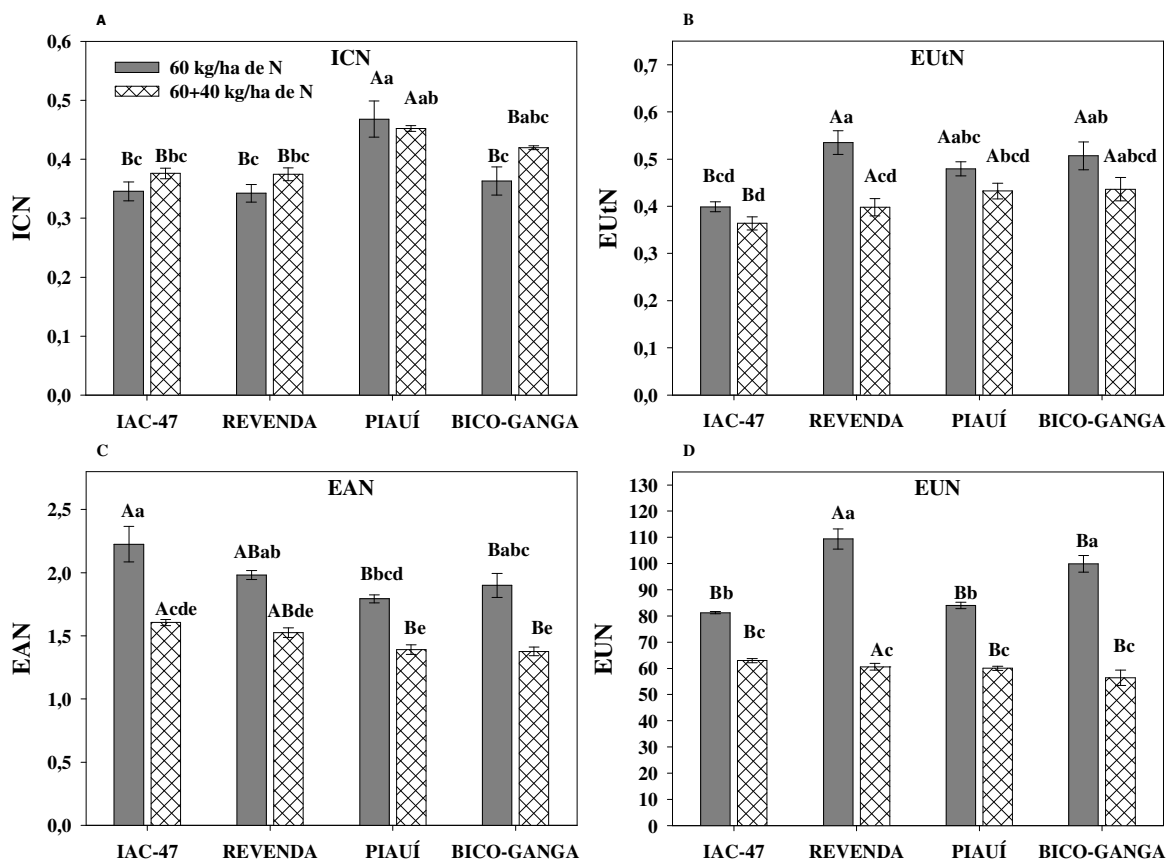 A
ICN
60 kg/ha de N
60+40 kg/ha de N
Bc Bbc Bc Bbc Aa Aab Bc Babc
0,6
0,5
0,4
0,3
0,2
0,1
0,0
ICN
IAC-47 REVENDA PIAUÍ BICO-GANGA
B
EUtN
Bcd Bd Aa Acd Aabc Abcd Aab Aabcd
0,7
0,6
0,5
0,4
0,3
0,2
0,1
0,0
EUtN
IAC-47 REVENDA PIAUÍ BICO-GANGA
C
EAN
Aa Acde ABab ABde Bbcd Be Babc Be
2,5
2,0
1,5
1,0
0,5
0,0
EAN
IAC-47 REVENDA PIAUÍ BICO-GANGA
D
EUN
Bb Bc Aa Ac Bb Bc Ba Bc
130
120
110
100
90
80
70
60
50
40
30
20
10
0
EUN
IAC-47 REVENDA PIAUÍ BICO-GANGA